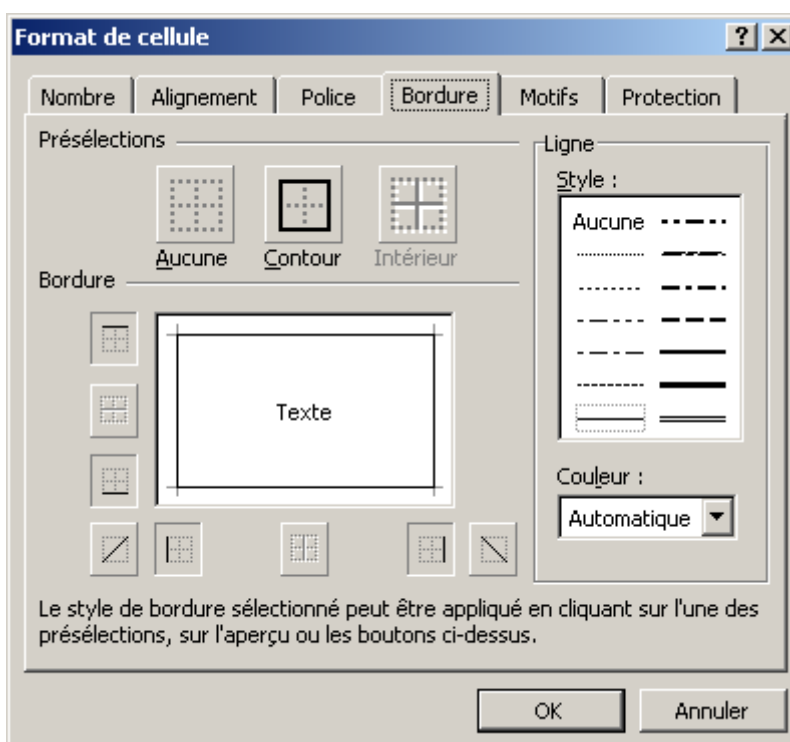 Format de cellule
Nombre Alignement Police Bordure Motifs Protection
Présélections
Aucune Contour Intérieur
Bordure
Texte
Ligne
Style :
Aucune
Couleur :
Automatique
Le style de bordure sélectionné peut être appliqué en cliquant sur l'une des
présélections, sur l'aperçu ou les boutons ci-dessus.
OK Annuler